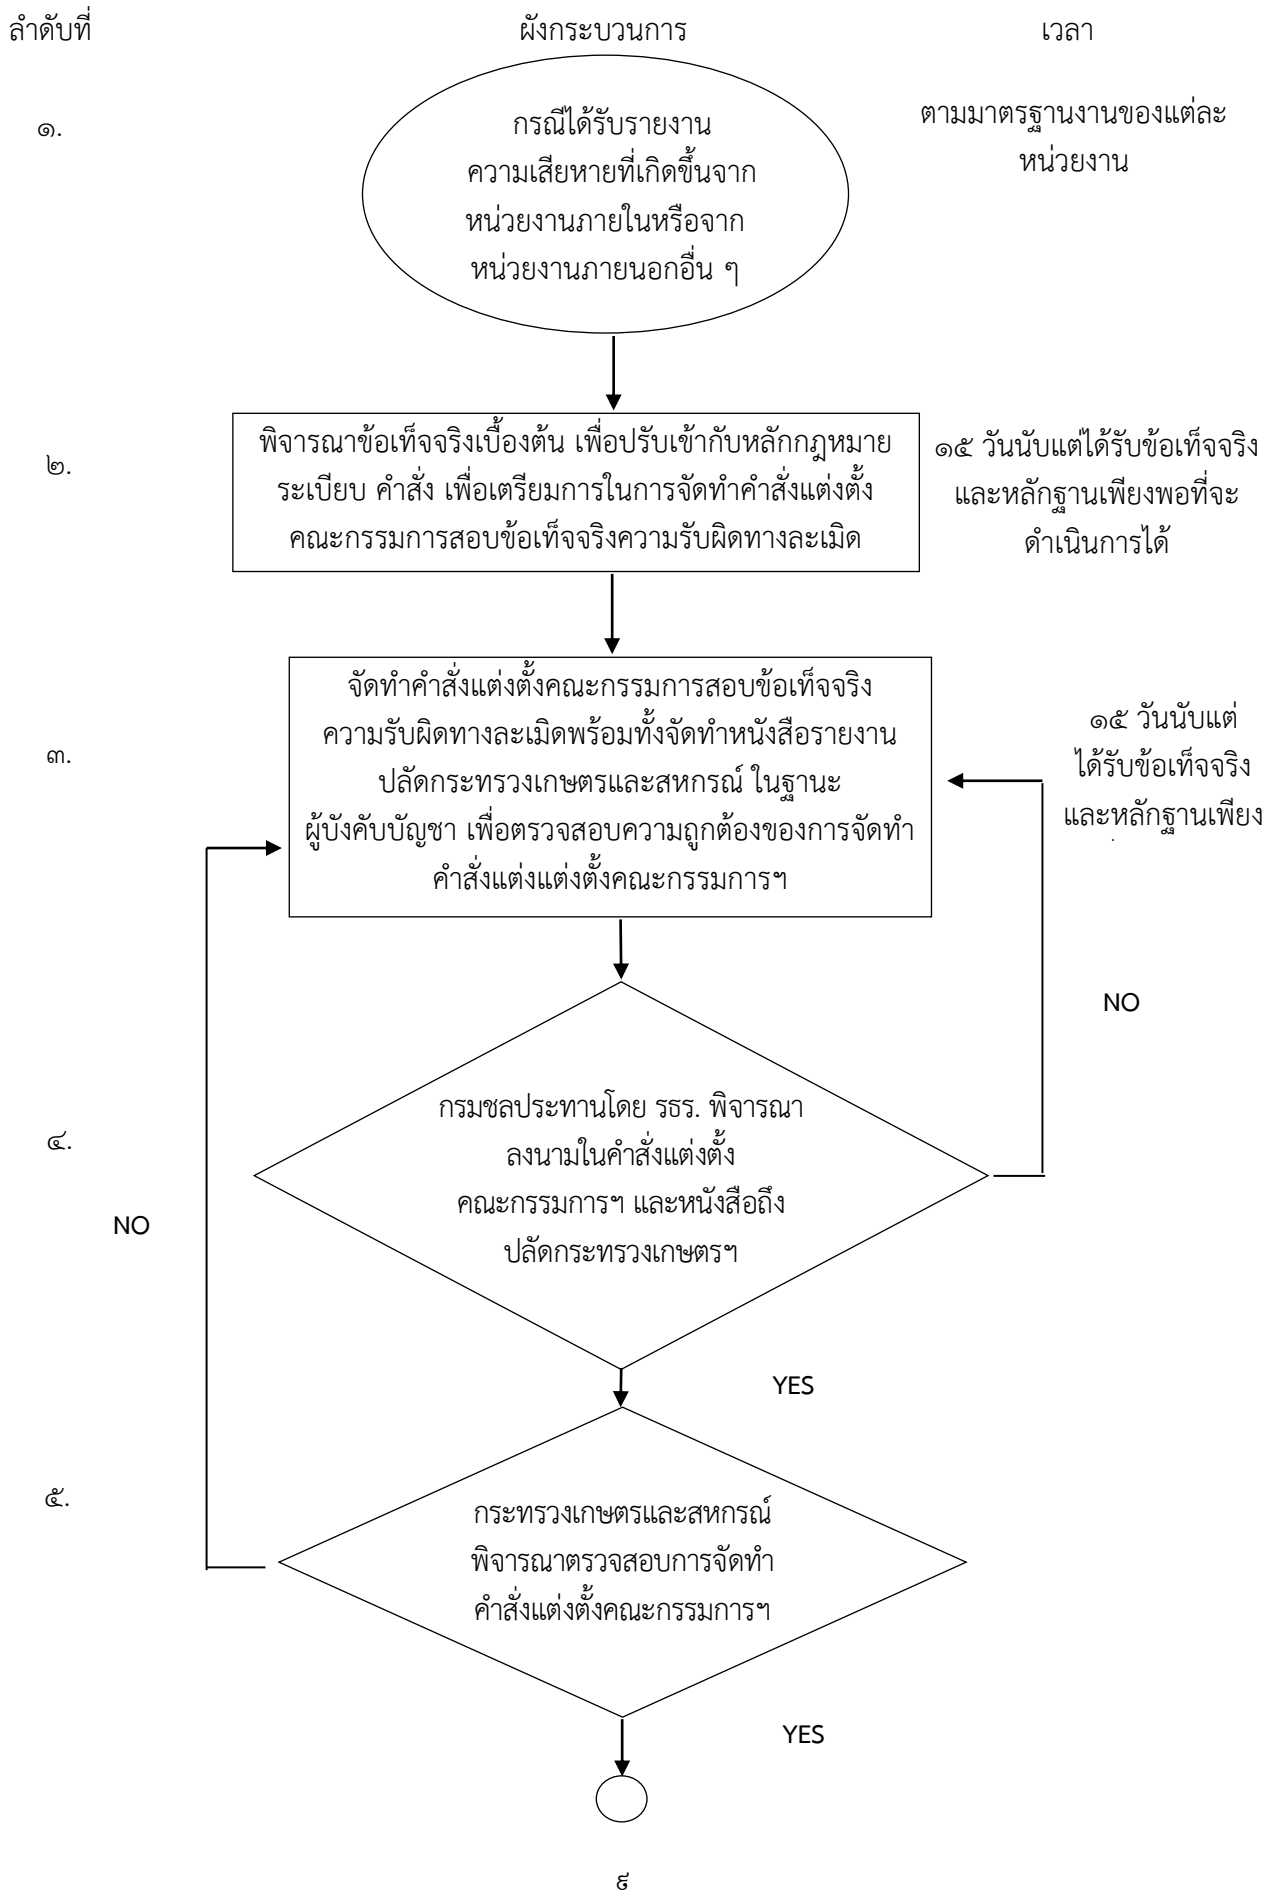 ลำดับที่ ผังกระบวนการ เวลา
๑.
กรณีได้รับรายงาน
ความเสียหายที่เกิดขึ้นจาก
หน่วยงานภายในหรือจาก
หน่วยงานภายนอกอื่น ๆ
ตามมาตรฐานงานของแต่ละ
หน่วยงาน
๒.
พิจารณาข้อเท็จจริงเบื้องต้น เพื่อปรับเข้ากับหลักกฎหมาย
ระเบียบ คำสั่ง เพื่อเตรียมการในการจัดทำคำสั่งแต่งตั้ง
คณะกรรมการสอบข้อเท็จจริงความรับผิดทางละเมิด
๑๕ วันนับแต่ได้รับข้อเท็จจริง
และหลักฐานเพียงพอที่จะ
ดำเนินการได้
๓.
จัดทำคำสั่งแต่งตั้งคณะกรรมการสอบข้อเท็จจริง
ความรับผิดทางละเมิดพร้อมทั้งจัดทำหนังสือรายงาน
ปลัดกระทรวงเกษตรและสหกรณ์ ในฐานะ
ผู้บังคับบัญชา เพื่อตรวจสอบความถูกต้องของการจัดทำ
คำสั่งแต่งแต่งตั้งคณะกรรมการฯ
๑๕ วันนับแต่
ได้รับข้อเท็จจริง
และหลักฐานเพียง
NO
๔.
กรมชลประทานโดย รธร. พิจารณา
ลงนามในคำสั่งแต่งตั้ง
คณะกรรมการฯ และหนังสือถึง
ปลัดกระทรวงเกษตรฯ
NO
YES
๕.
กระทรวงเกษตรและสหกรณ์
พิจารณาตรวจสอบการจัดทำ
คำสั่งแต่งตั้งคณะกรรมการฯ
YES
๙